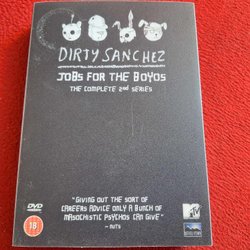 DIRTY SANCHEZ
JOBS FOR THE BOYOS
THE COMPLETE 2nd SERIES
"GIVING OUT THE SORT OF
CAREERS ADVICE ONLY A BUNCH OF
MASOCHISTIC PSYCHOS CAN GIVE"
- NUTS
DVD
18
MTV